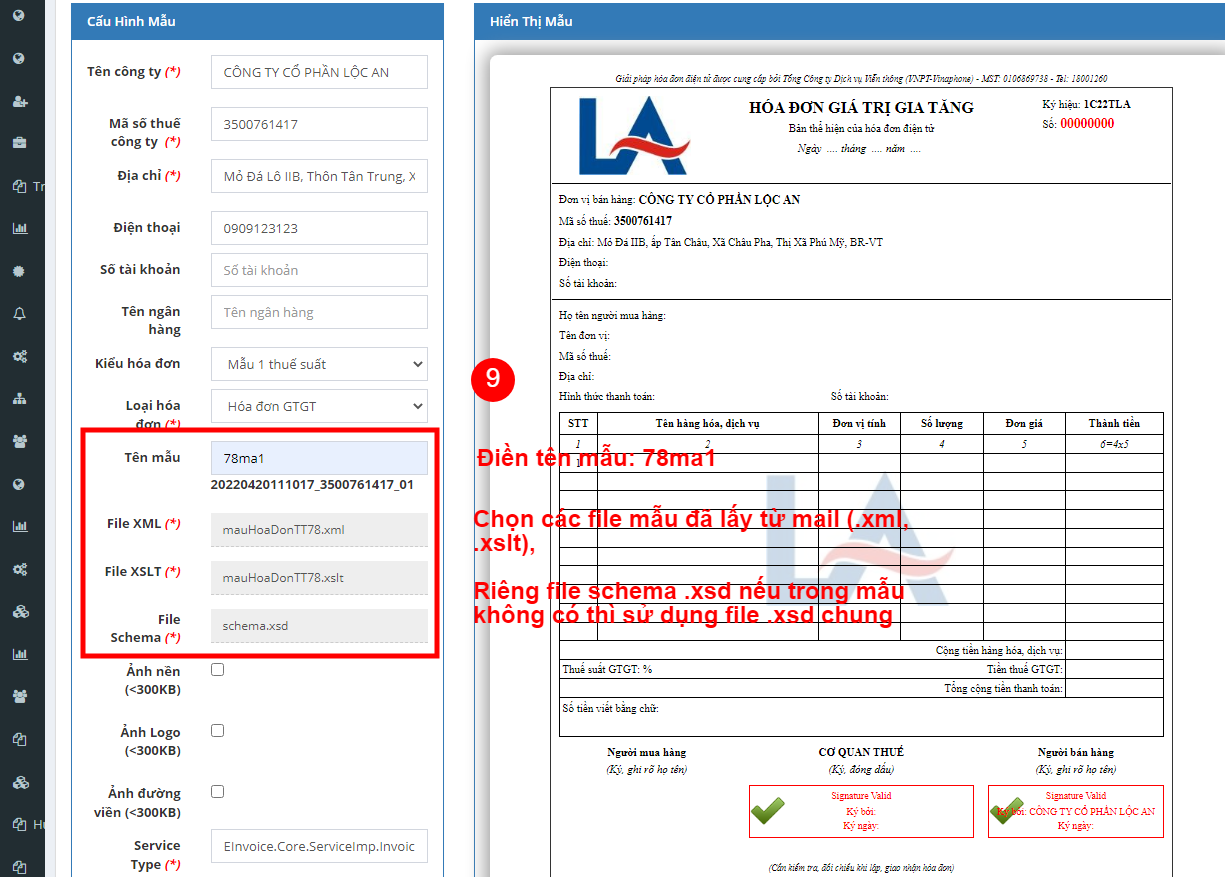 Cấu Hình Mẫu
Tên công ty (*)
CÔNG TY CỔ PHẦN LỘC AN
Mã số thuế
công ty (*)
3500761417
Địa chỉ (*)
Mỏ Đá Lô IIB, Thôn Tân Trung, X
Điện thoại
0909123123
Số tài khoản
Số tài khoản
Tên ngân
hàng
Tên ngân hàng
Kiểu hóa đơn
Mẫu 1 thuế suất
Loại hóa
đơn (*)
Hóa đơn GTGT
Tên mẫu
78ma1
20220420111017_3500761417_01
File XML (*)
mauHoaDonTT78.xml
File XSLT (*)
mauHoaDonTT78.xslt
File
Schema (*)
schema.xsd
Ảnh nền
(<300KB)
Ảnh Logo
(<300KB)
Ảnh đường
viền (<300KB)
Service
Type (*)
EInvoice.Core.ServiceImp.Invoic
Tr
Hư
9
Điền tên mẫu: 78ma1
Chọn các file mẫu đã lấy từ mail (.xml,
.xslt),
Riêng file schema .xsd nếu trong mẫu
không có thì sử dụng file .xsd chung
Hiển Thị Mẫu
Giải pháp hóa đơn điện tử được cung cấp bởi Tổng Công ty Dịch vụ Viễn thông (VNPT-Vinaphone) - MST: 0106869738 - Tel: 18001260
LA
HÓA ĐƠN GIÁ TRỊ GIA TĂNG
Bản thể hiện của hóa đơn điện tử
Ngày .... tháng .... năm ....
Ký hiệu: 1C22TLA
Số: 00000000
Đơn vị bán hàng: CÔNG TY CỔ PHẦN LỘC AN
Mã số thuế: 3500761417
Địa chỉ: Mỏ Đá IIB, ấp Tân Châu, Xã Châu Pha, Thị Xã Phú Mỹ, BR-VT
Điện thoại:
Số tài khoản:
Họ tên người mua hàng:
Tên đơn vị:
Mã số thuế:
Địa chỉ:
Hình thức thanh toán: Số tài khoản:
STT Tên hàng hóa, dịch vụ Đơn vị tính Số lượng Đơn giá Thành tiền
1 2 3 4 5 6=4x5
1
LA
Cộng tiền hàng hóa, dịch vụ:
Thuế suất GTGT: % Tiền thuế GTGT:
Tổng cộng tiền thanh toán:
Số tiền viết bằng chữ:
Người mua hàng CƠ QUAN THUẾ Người bán hàng
(Ký, ghi rõ họ tên) (Ký, đóng dấu) (Ký, ghi rõ họ tên)
Signature Valid
Ký bởi:
Ký ngày:
Signature Valid
Ký bởi: CÔNG TY CỔ PHẦN LỘC AN
Ký ngày:
(Cần kiểm tra, đối chiếu khi lập, giao nhận hóa đơn)